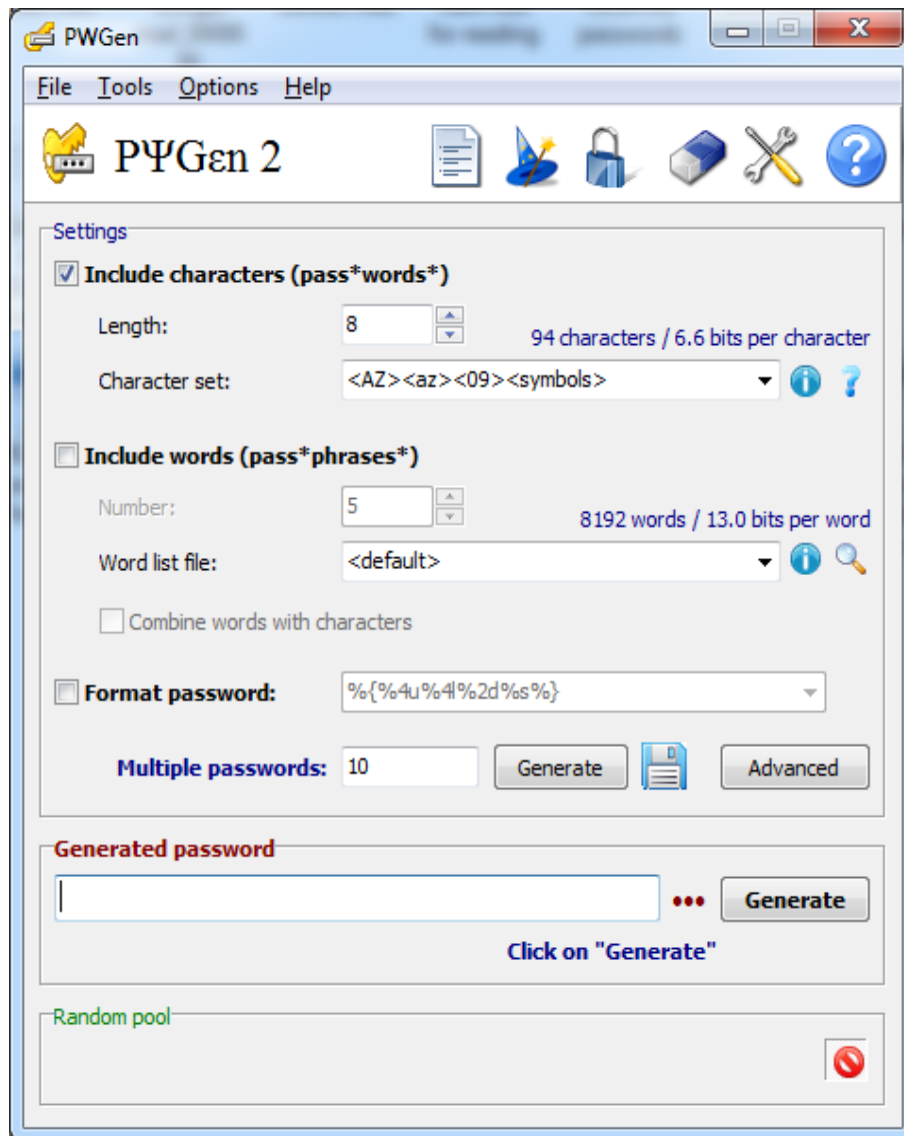 PWGen
for reading
File Tools Options Help
PΨGεn 2
Settings
Include characters (pass*words*)
Length: 8
94 characters / 6.6 bits per character
Character set: <AZ><az><09><symbols>
Include words (pass*phrases*)
Number: 5
8192 words / 13.0 bits per word
Word list file: <default>
Combine words with characters
Format password: %{%4u%4l%2d%s%}
Multiple passwords: 10 Generate Advanced
Generated password
Generate
Click on "Generate"
Random pool